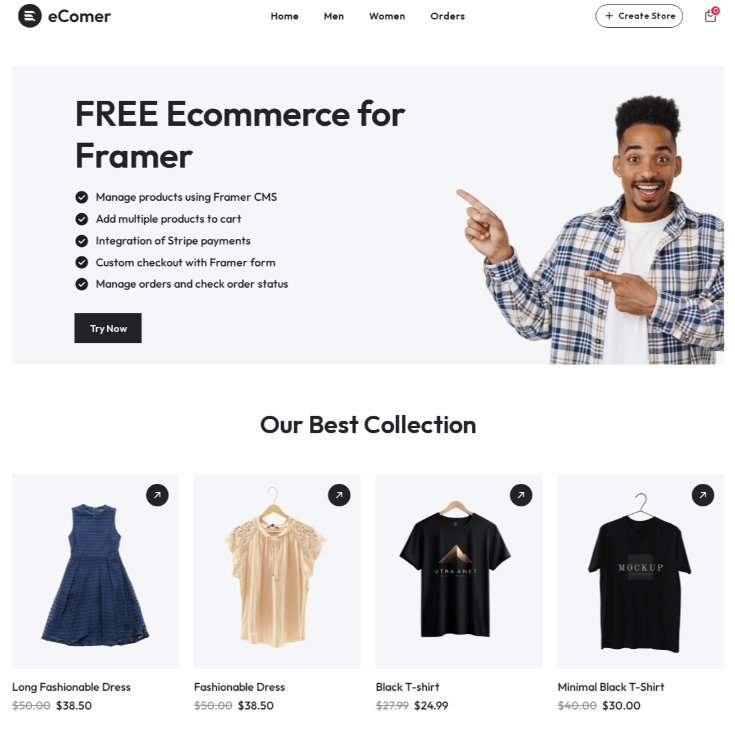 eComer
Home Men Women Orders
+ Create Store
0
FREE Ecommerce for
Framer
Manage products using Framer CMS
Add multiple products to cart
Integration of Stripe payments
Custom checkout with Framer form
Manage orders and check order status
Try Now
Our Best Collection
MOCKUP
Long Fashionable Dress
$50.00 $38.50
Fashionable Dress
$50.00 $38.50
Black T-shirt
$27.99 $24.99
Minimal Black T-Shirt
$40.00 $30.00